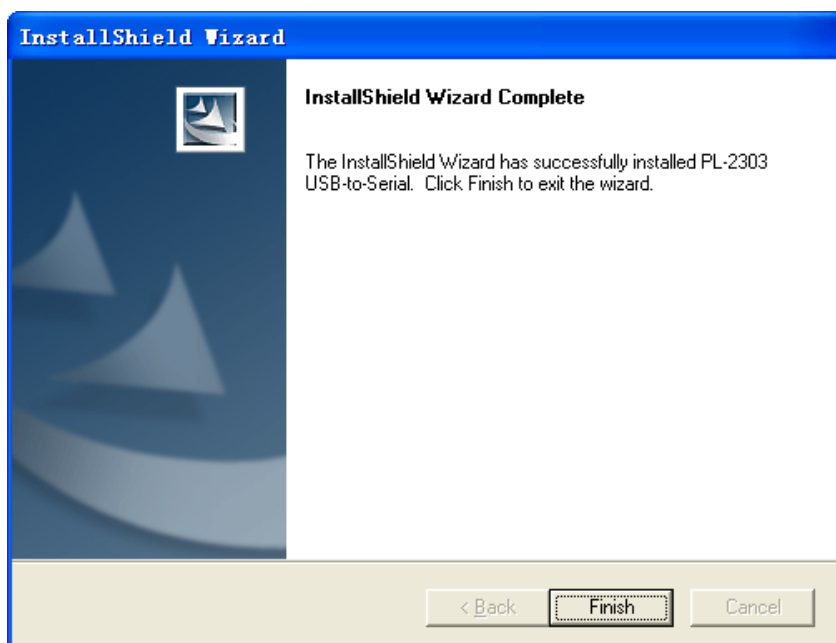 InstallShield Wizard
InstallShield Wizard Complete
The InstallShield Wizard has successfully installed PL-2303
USB-to-Serial. Click Finish to exit the wizard.
< Back Finish Cancel